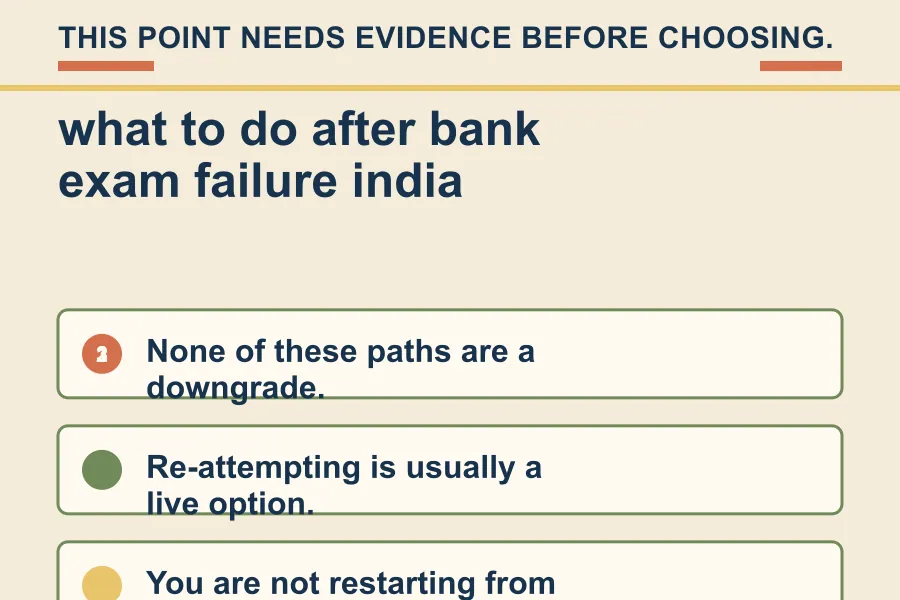 THIS POINT NEEDS EVIDENCE BEFORE CHOOSING.
what to do after bank
exam failure india
None of these paths are a
downgrade.
Re-attempting is usually a
live option.
You are not restarting from